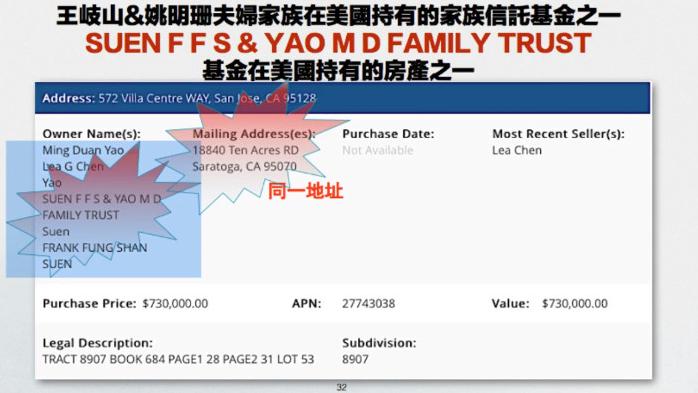 王岐山&姚明珊夫婦家族在美國持有的家族信託基金之一
SUEN F F S & YAO M D FAMILY TRUST
基金在美國持有的房產之一
Address: 572 Villa Centre WAY, San Jose, CA 95128
Owner Name(s):
Ming Duan Yao
Lea G Chen
Yao
SUEN F F S & YAO M D
FAMILY TRUST
Suen
FRANK FUNG SHAN
SUEN
Mailing Address(es):
18840 Ten Acres RD
Saratoga, CA 95070
同一地址
Purchase Date:
Not Available
Most Recent Seller(s):
Lea Chen
Purchase Price: $730,000.00 APN: 27743038 Value: $730,000.00
Legal Description:
TRACT 8907 BOOK 684 PAGE1 28 PAGE2 31 LOT 53
Subdivision:
8907
32